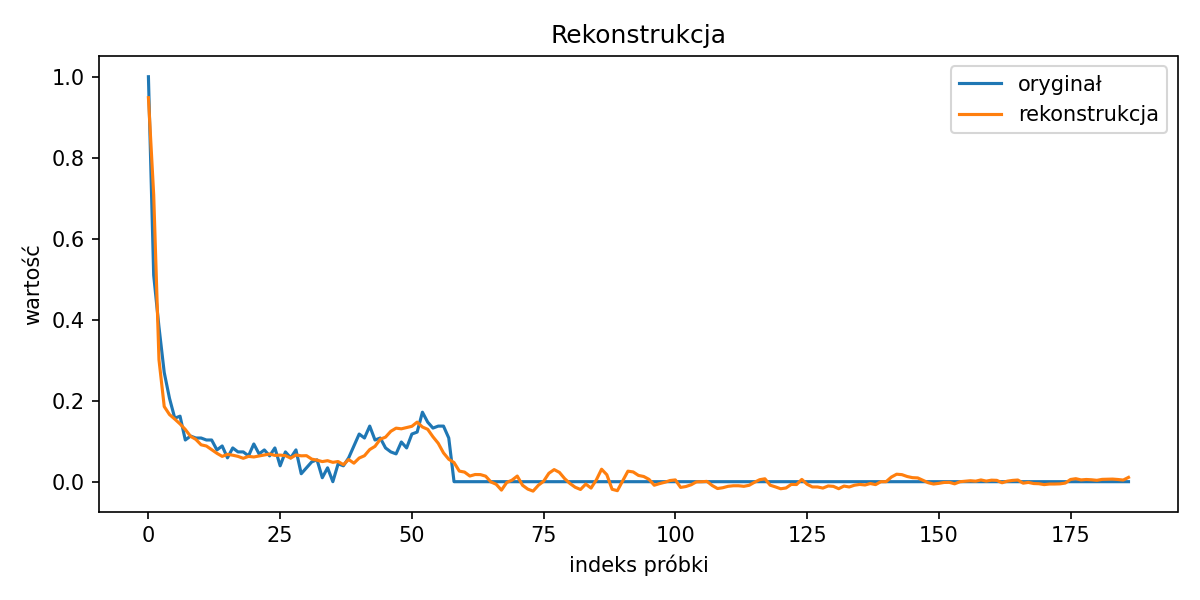 Rekonstrukcja
oryginał
rekonstrukcja
wartość
1.0
0.8
0.6
0.4
0.2
0.0
0 25 50 75 100 125 150 175
indeks próbki